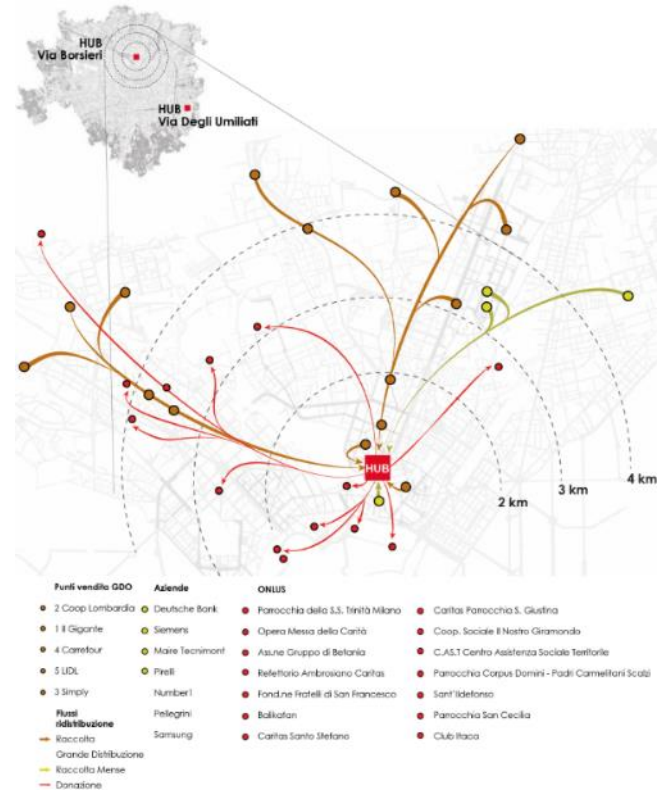 HUB
Via Borsieri
HUB
Via Degli Umiliati
HUB
2 km
3 km
4 km
Punti vendita GDO
2 Coop Lombardia
1 Il Gigante
4 Carrefour
5 LIDL
3 Simply
Flussi
ridistribuzione
Raccolta
Grande Distribuzione
Raccolta Mense
Donazione
Aziende
Deutsche Bank
Siemens
Maire Tecnimont
Pirelli
Number1
Pellegrini
Samsung
ONLUS
Parrocchia della S.S. Trinità Milano
Opera Messa della Carità
Ass.ne Gruppo di Betania
Refettorio Ambrosiano Caritas
Fond.ne Fratelli di San Francesco
Balikatan
Caritas Santo Stefano
Caritas Parrocchia S. Giustina
Coop. Sociale Il Nostro Giramondo
C.AS.T Centro Assistenza Sociale Territorile
Parrocchia Corpus Domini - Padri Carmelitani Scalzi
Sant'Ildefonso
Parrocchia San Cecilia
Club Itaca